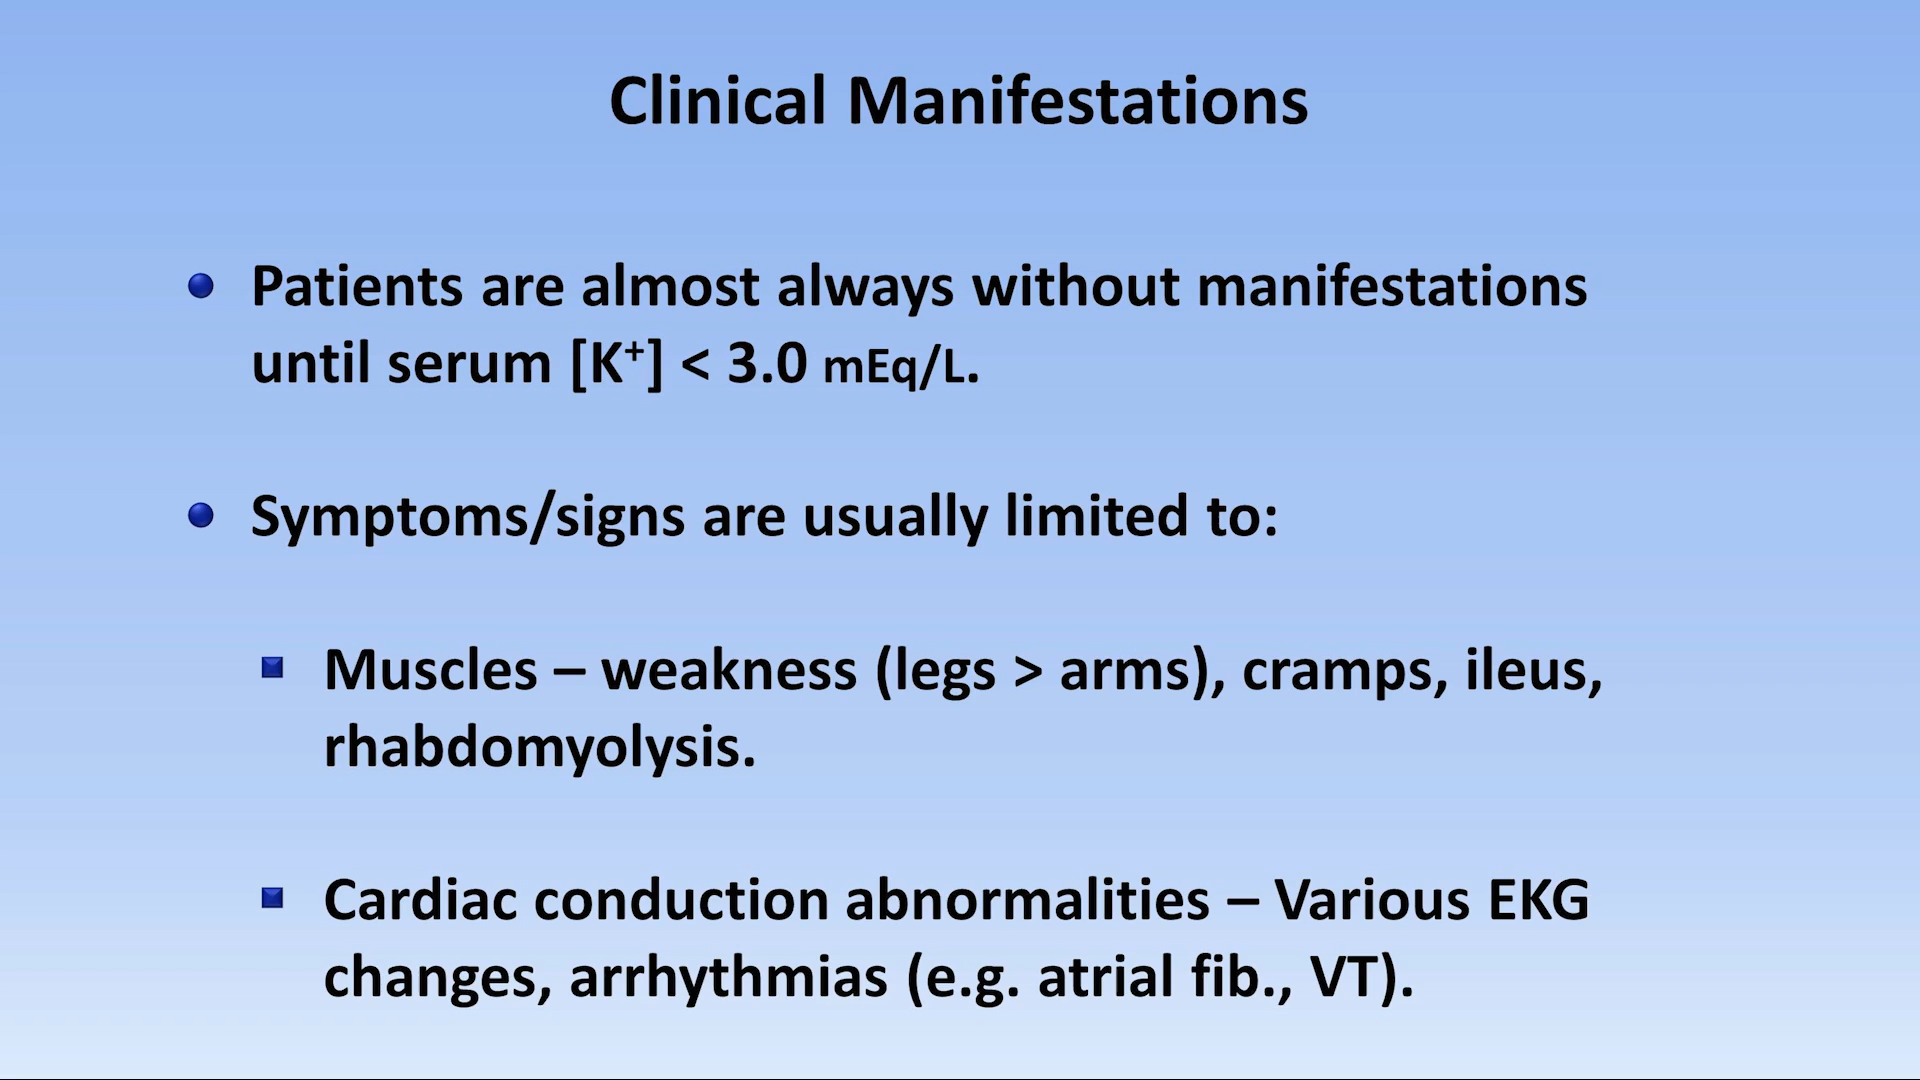 Clinical Manifestations
Patients are almost always without manifestations
until serum [K⁺] < 3.0 mEq/L.
Symptoms/signs are usually limited to:
Muscles – weakness (legs > arms), cramps, ileus,
rhabdomyolysis.
Cardiac conduction abnormalities – Various EKG
changes, arrhythmias (e.g. atrial fib., VT).